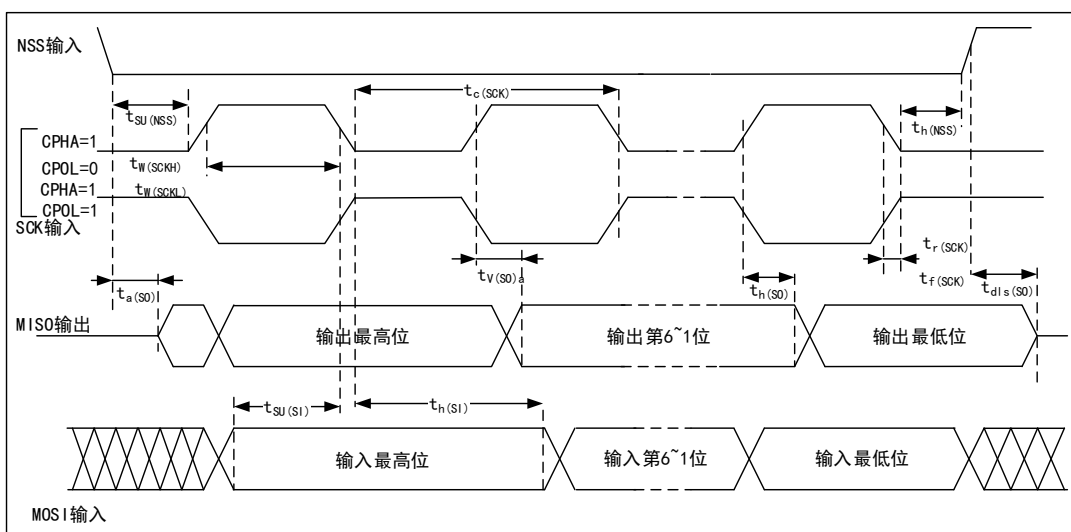 NSS输入
tc(SCK)
tSU(NSS)
th(NSS)
CPHA=1
CPOL=0
tW(SCKH)
CPHA=1
tW(SCKL)
CPOL=1
SCK输入
tr(SCK)
tV(SO)a
tf(SCK)
ta(SO)
th(SO)
tdis(SO)
MISO输出
输出最高位
输出第6~1位
输出最低位
tSU(SI)
th(SI)
输入最高位
输入第6~1位
输入最低位
MOSI输入